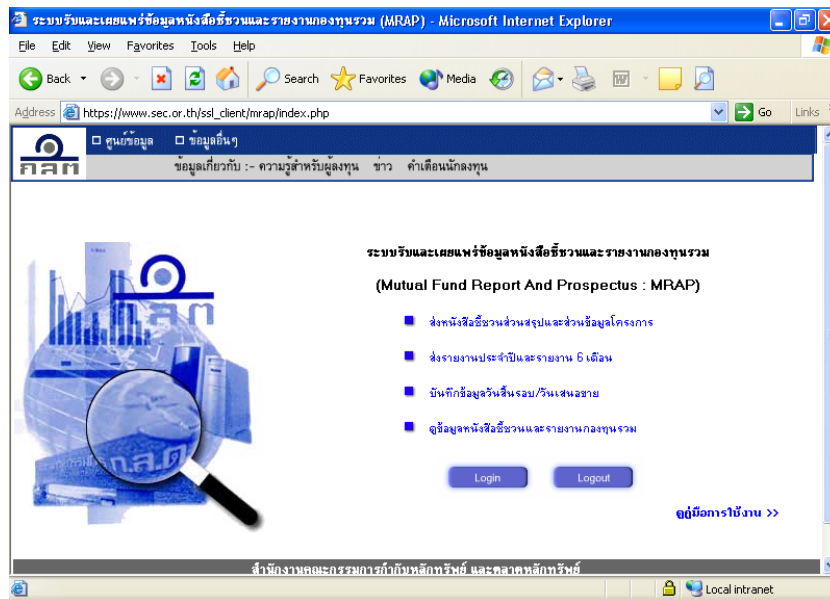 ระบบรับและเผยแพร่ข้อมูลหนังสือชี้ชวนและรายงานกองทุนรวม (MRAP) - Microsoft Internet Explorer
File Edit View Favorites Tools Help
Back Search Favorites Media
Address https://www.sec.or.th/ssl_client/mrap/index.php Go Links
ศูนย์ข้อมูล ข้อมูลอื่นๆ
กลต
ข้อมูลเกี่ยวกับ :- ความรู้สำหรับผู้ลงทุน ข่าว คำเตือนนักลงทุน
ระบบรับและเผยแพร่ข้อมูลหนังสือชี้ชวนและรายงานกองทุนรวม
(Mutual Fund Report And Prospectus : MRAP)
ส่งหนังสือชี้ชวนส่วนสรุปและส่วนข้อมูลโครงการ
ส่งรายงานประจำปีและรายงาน 6 เดือน
บันทึกข้อมูลวันสิ้นรอบ/วันเสนอขาย
ดูข้อมูลหนังสือชี้ชวนและรายงานกองทุนรวม
กลต
ก.ล.ต.
Login Logout
ดูคู่มือการใช้งาน >>
สำนักงานคณะกรรมการกำกับหลักทรัพย์ และตลาดหลักทรัพย์
Local intranet